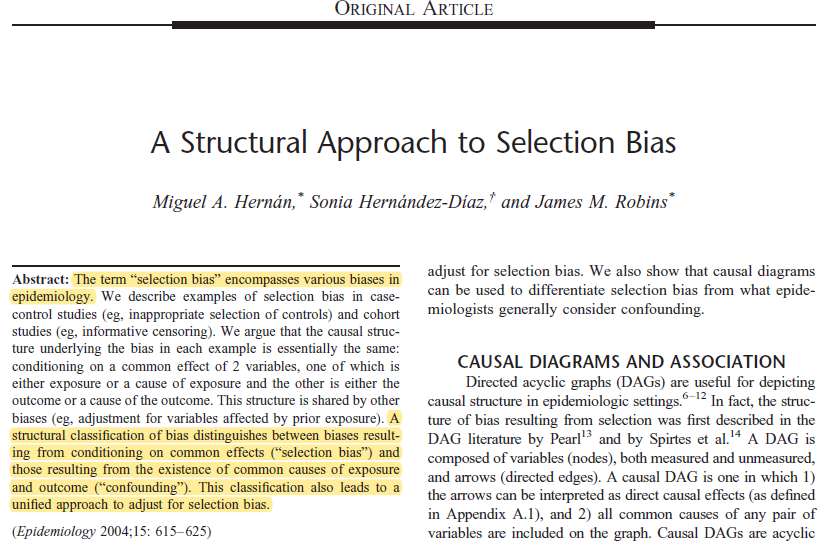 ORIGINAL ARTICLE
A Structural Approach to Selection Bias
Miguel A. Hernán,* Sonia Hernández-Díaz,† and James M. Robins*
Abstract: The term “selection bias” encompasses various biases in
epidemiology. We describe examples of selection bias in case-
control studies (eg, inappropriate selection of controls) and cohort
studies (eg, informative censoring). We argue that the causal struc-
ture underlying the bias in each example is essentially the same:
conditioning on a common effect of 2 variables, one of which is
either exposure or a cause of exposure and the other is either the
outcome or a cause of the outcome. This structure is shared by other
biases (eg, adjustment for variables affected by prior exposure). A
structural classification of bias distinguishes between biases result-
ing from conditioning on common effects (“selection bias”) and
those resulting from the existence of common causes of exposure
and outcome (“confounding”). This classification also leads to a
unified approach to adjust for selection bias.
(Epidemiology 2004;15: 615–625)
adjust for selection bias. We also show that causal diagrams
can be used to differentiate selection bias from what epide-
miologists generally consider confounding.
CAUSAL DIAGRAMS AND ASSOCIATION
Directed acyclic graphs (DAGs) are useful for depicting
causal structure in epidemiologic settings.6–12 In fact, the struc-
ture of bias resulting from selection was first described in the
DAG literature by Pearl13 and by Spirtes et al.14 A DAG is
composed of variables (nodes), both measured and unmeasured,
and arrows (directed edges). A causal DAG is one in which 1)
the arrows can be interpreted as direct causal effects (as defined
in Appendix A.1), and 2) all common causes of any pair of
variables are included on the graph. Causal DAGs are acyclic